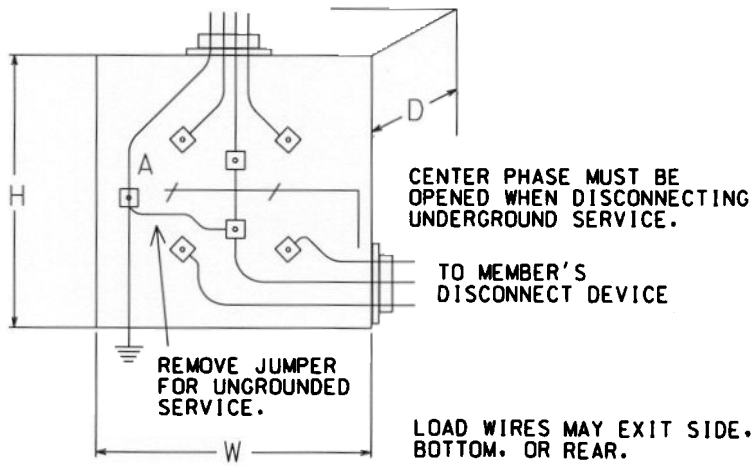 D
A
H
CENTER PHASE MUST BE
OPENED WHEN DISCONNECTING
UNDERGROUND SERVICE.
TO MEMBER'S
DISCONNECT DEVICE
REMOVE JUMPER
FOR UNGROUNDED
SERVICE.
W
LOAD WIRES MAY EXIT SIDE.
BOTTOM. OR REAR.